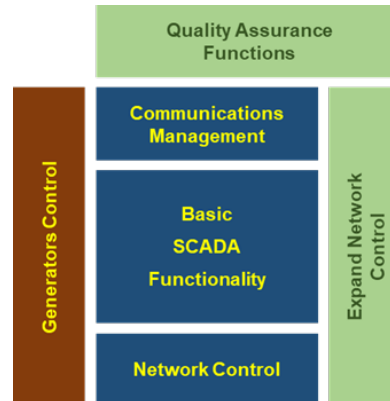 Quality Assurance
Functions
Communications
Management
Generators Control
Basic
SCADA
Functionality
Expand Network
Control
Network Control